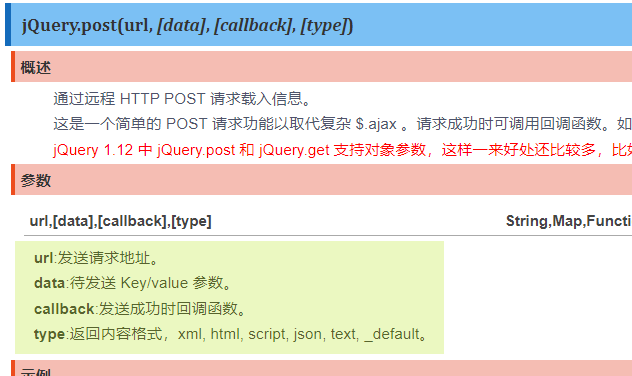 jQuery.post(url, [data], [callback], [type])
概述
通过远程 HTTP POST 请求载入信息。
这是一个简单的 POST 请求功能以取代复杂 $.ajax 。请求成功时可调用回调函数。如
jQuery 1.12 中 jQuery.post 和 jQuery.get 支持对象参数，这样一来好处还比较多，比如
参数
url,[data],[callback],[type] String,Map,Functi
url:发送请求地址。
data:待发送 Key/value 参数。
callback:发送成功时回调函数。
type:返回内容格式，xml, html, script, json, text, _default。
示例